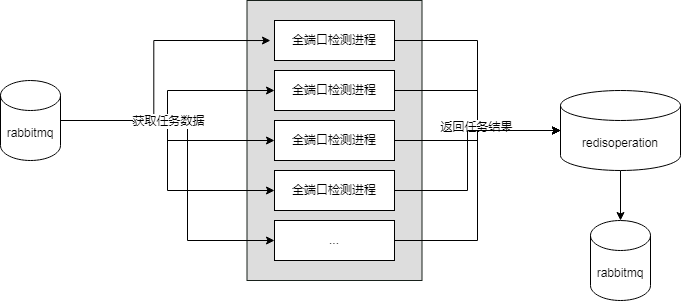 全端口检测进程
全端口检测进程
rabbitmq
获取任务数据
全端口检测进程
返回任务结果
redisoperation
全端口检测进程
...
rabbitmq